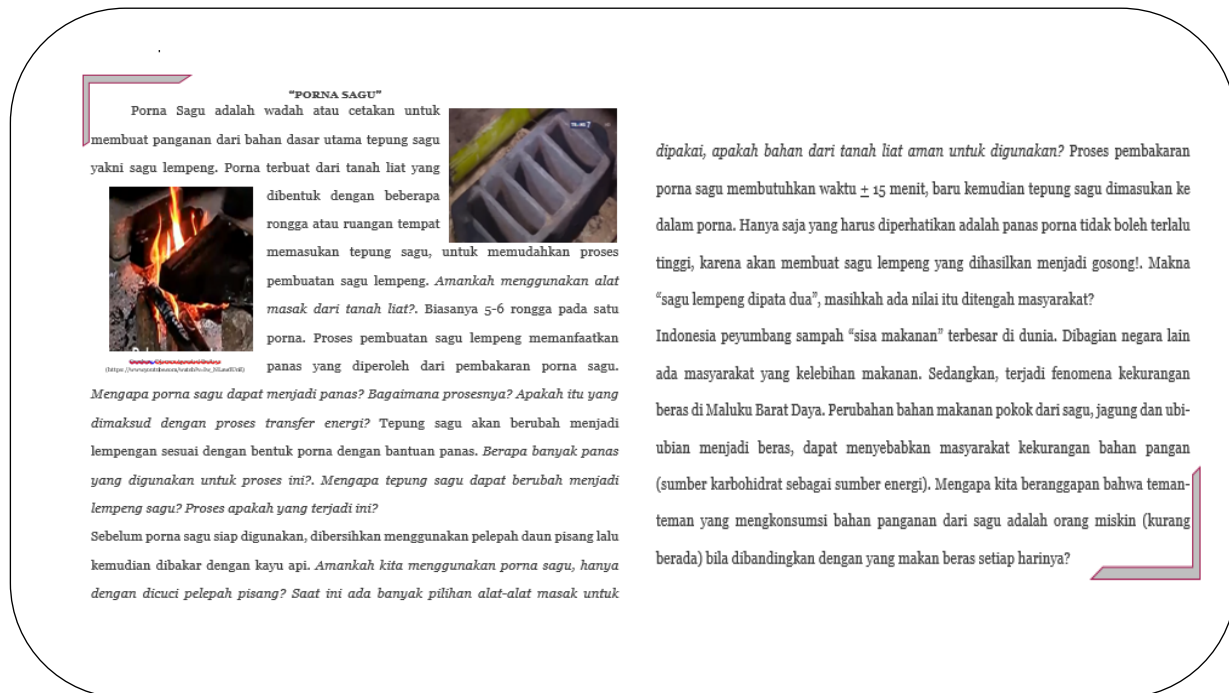 “PORNA SAGU”
Porna Sagu adalah wadah atau cetakan untuk
membuat panganan dari bahan dasar utama tepung sagu
yakni sagu lempeng. Porna terbuat dari tanah liat yang
dibentuk dengan beberapa
rongga atau ruangan tempat
memasukan tepung sagu, untuk memudahkan proses
pembuatan sagu lempeng. Amankah menggunakan alat
masak dari tanah liat?. Biasanya 5-6 rongga pada satu
porna. Proses pembuatan sagu lempeng memanfaatkan
panas yang diperoleh dari pembakaran porna sagu.
Mengapa porna sagu dapat menjadi panas? Bagaimana prosesnya? Apakah itu yang
dimaksud dengan proses transfer energi? Tepung sagu akan berubah menjadi
lempengan sesuai dengan bentuk porna dengan bantuan panas. Berapa banyak panas
yang digunakan untuk proses ini?. Mengapa tepung sagu dapat berubah menjadi
lempeng sagu? Proses apakah yang terjadi ini?
Sebelum porna sagu siap digunakan, dibersihkan menggunakan pelepah daun pisang lalu
kemudian dibakar dengan kayu api. Amankah kita menggunakan porna sagu, hanya
dengan dicuci pelepah pisang? Saat ini ada banyak pilihan alat-alat masak untuk
dipakai, apakah bahan dari tanah liat aman untuk digunakan? Proses pembakaran
porna sagu membutuhkan waktu ± 15 menit, baru kemudian tepung sagu dimasukan ke
dalam porna. Hanya saja yang harus diperhatikan adalah panas porna tidak boleh terlalu
tinggi, karena akan membuat sagu lempeng yang dihasilkan menjadi gosong!. Makna
“sagu lempeng dipata dua”, masihkah ada nilai itu ditengah masyarakat?
Indonesia peyumbang sampah “sisa makanan” terbesar di dunia. Dibagian negara lain
ada masyarakat yang kelebihan makanan. Sedangkan, terjadi fenomena kekurangan
beras di Maluku Barat Daya. Perubahan bahan makanan pokok dari sagu, jagung dan ubi-
ubian menjadi beras, dapat menyebabkan masyarakat kekurangan bahan pangan
(sumber karbohidrat sebagai sumber energi). Mengapa kita beranggapan bahwa teman-
teman yang mengkonsumsi bahan panganan dari sagu adalah orang miskin (kurang
berada) bila dibandingkan dengan yang makan beras setiap harinya?